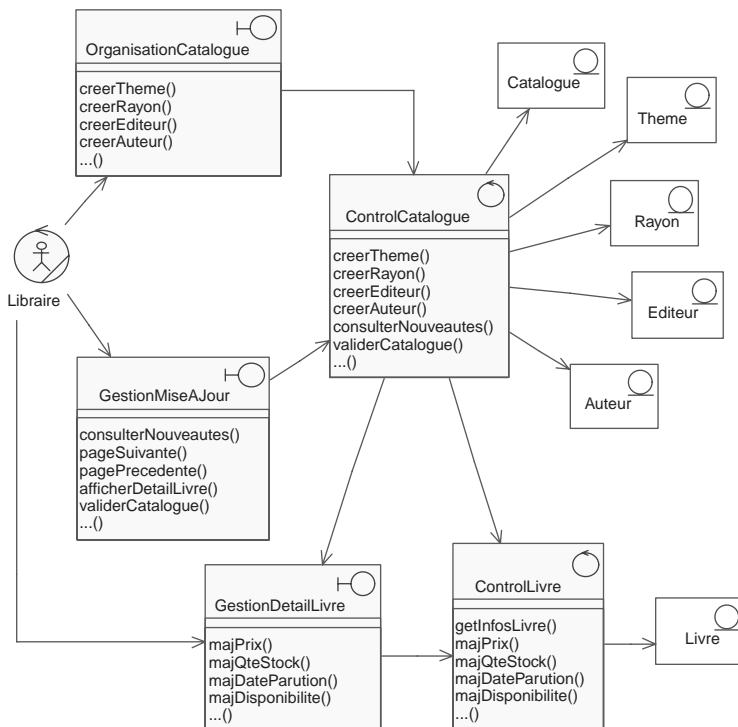 OrganisationCatalogue
creerTheme()
creerRayon()
creerEditeur()
creerAuteur()
...()
Catalogue
Theme
Rayon
Editeur
Auteur
ControlCatalogue
creerTheme()
creerRayon()
creerEditeur()
creerAuteur()
consulterNouveautes()
validerCatalogue()
...()
Libraire
GestionMiseAJour
consulterNouveautes()
pageSuivante()
pagePrecedente()
afficherDetailLivre()
validerCatalogue()
...()
GestionDetailLivre
majPrix()
majQteStock()
majDateParution()
majDisponibilite()
...()
ControlLivre
getInfosLivre()
majPrix()
majQteStock()
majDateParution()
majDisponibilite()
...()
Livre